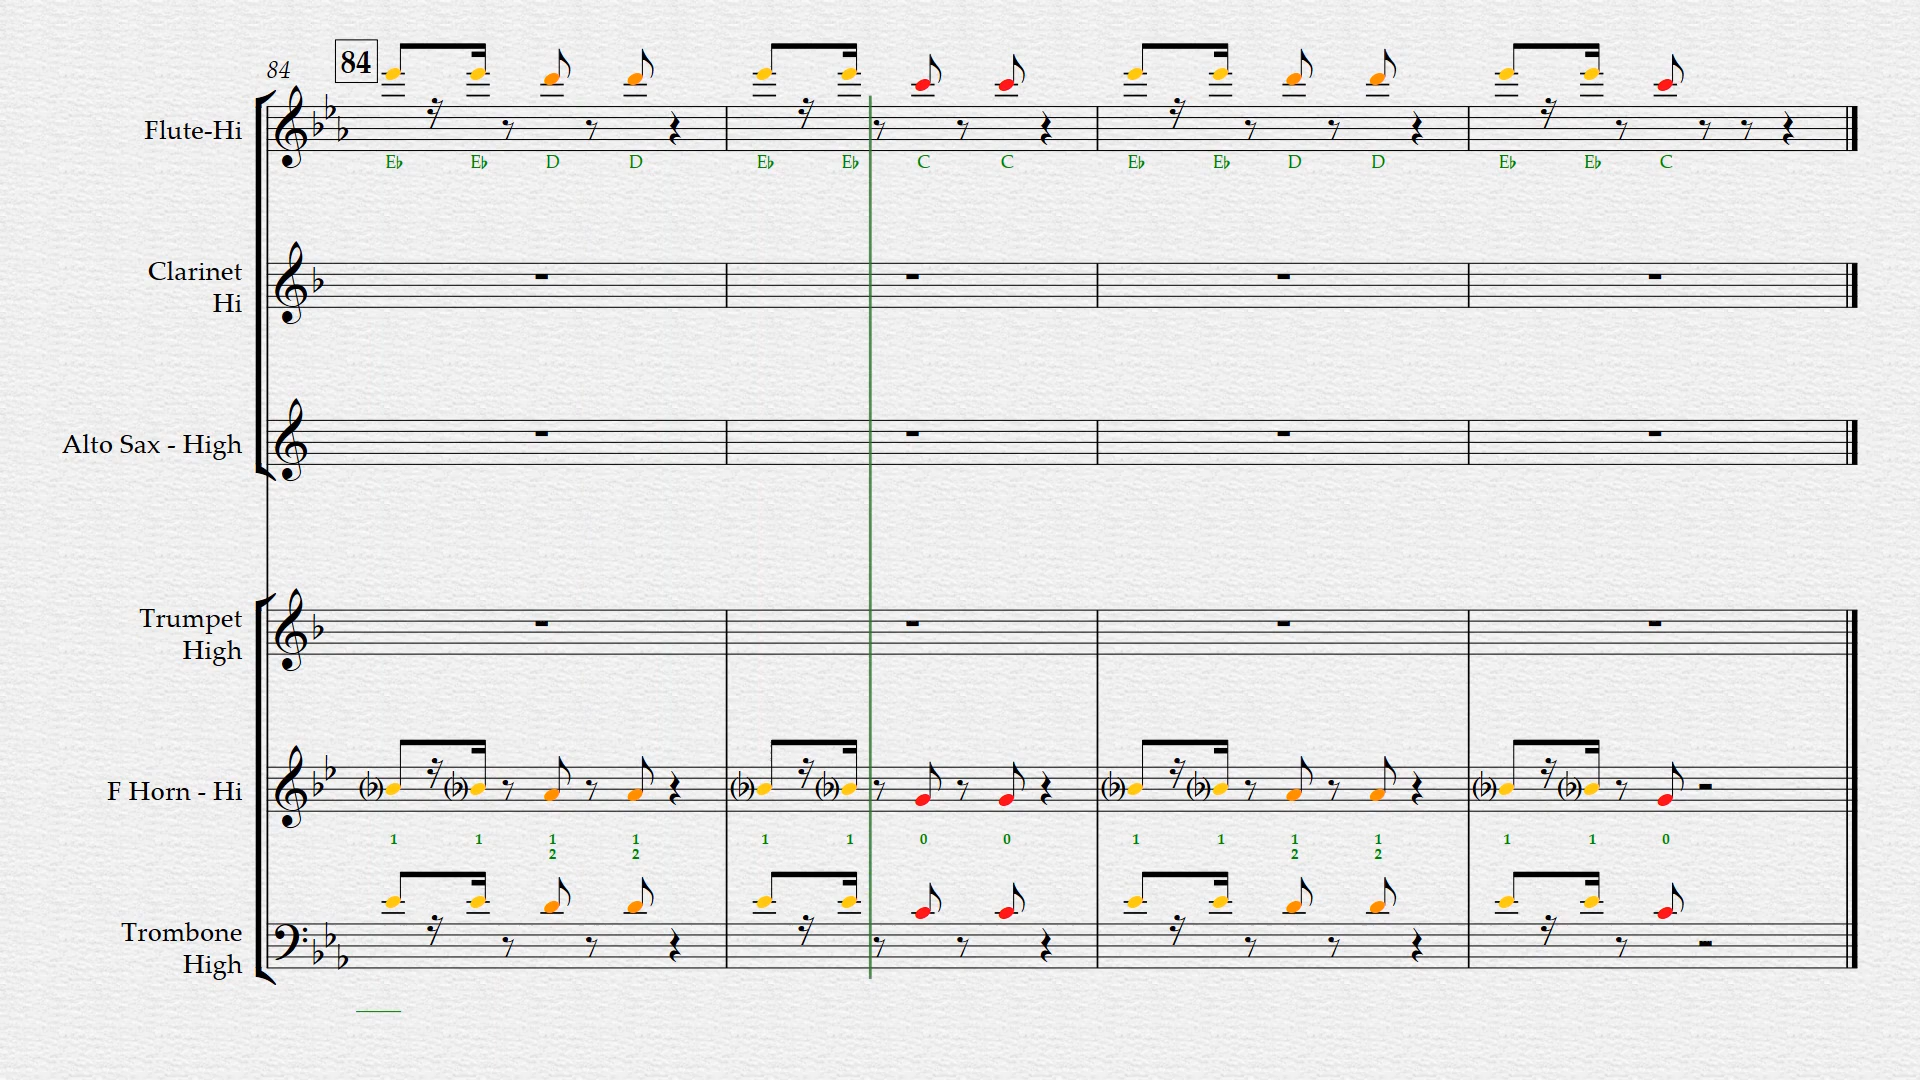 84
84
Flute-Hi
E♭ E♭ D D E♭ E♭ C C E♭ E♭ D D E♭ E♭ C
Clarinet
Hi
Alto Sax - High
Trumpet
High
F Horn - Hi
1 1 1 1 1 1 0 0 1 1 1 1 1 1 0
2 2 2 2
Trombone
High